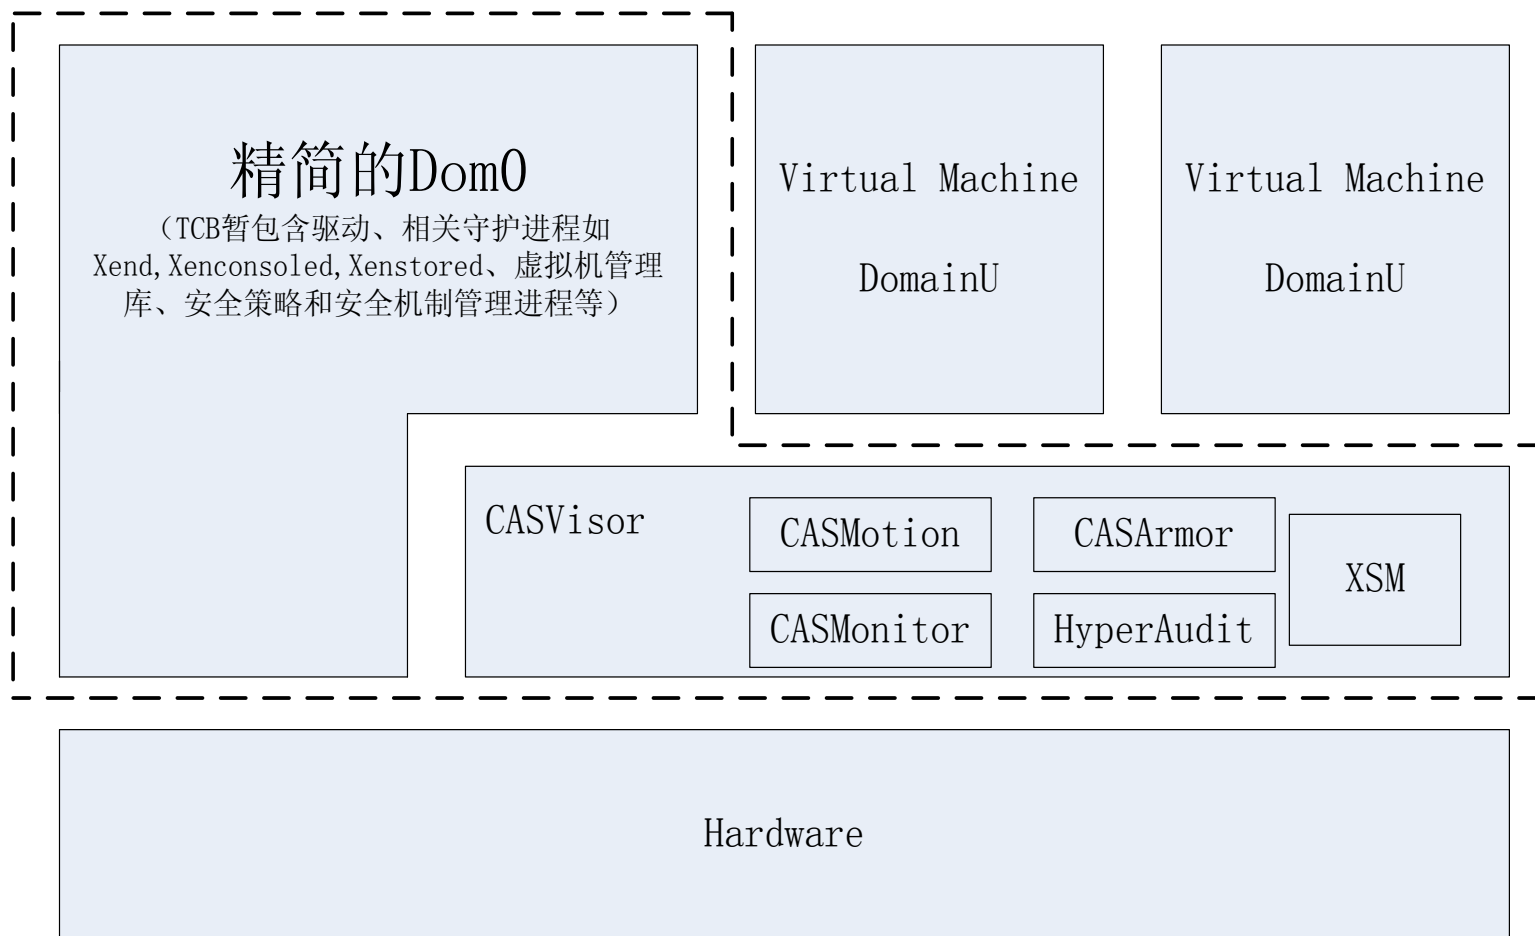 精简的Dom0
（TCB暂包含驱动、相关守护进程如
Xend,Xenconsoled,Xenstored、虚拟机管理
库、安全策略和安全机制管理进程等）
Virtual Machine
DomainU
Virtual Machine
DomainU
CASVisor
CASMotion
CASArmor
XSM
CASMonitor
HyperAudit
Hardware